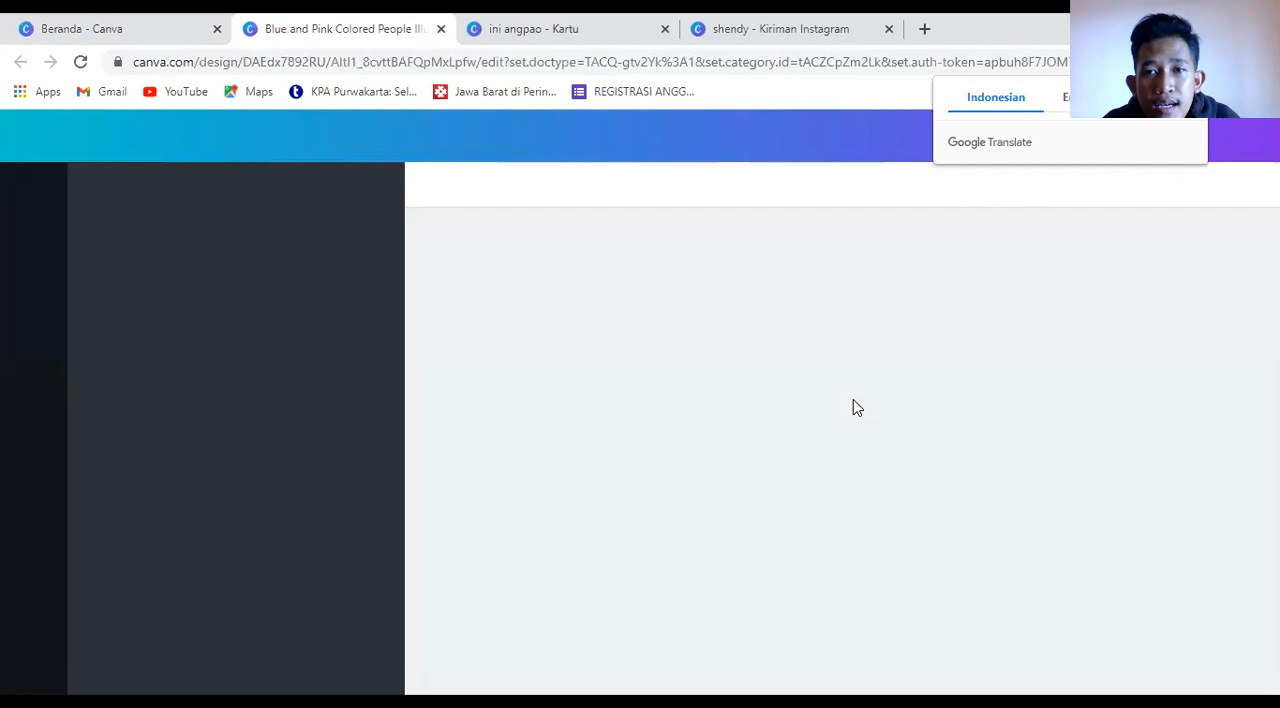 Beranda - Canva
Blue and Pink Colored People Illu
ini angpao - Kartu
shendy - Kiriman Instagram
canva.com/design/DAEdx7892RU/AItI1_8cvttBAFQpMxLpfw/edit?set.doctype=TACQ-gtv2Yk%3A1&set.category.id=tACZCpZm2Lk&set.auth-token=apbuh8F7JOM
Apps
Gmail
YouTube
Maps
KPA Purwakarta: Sel...
Jawa Barat di Perin...
REGISTRASI ANGG...
Indonesian
Google Translate